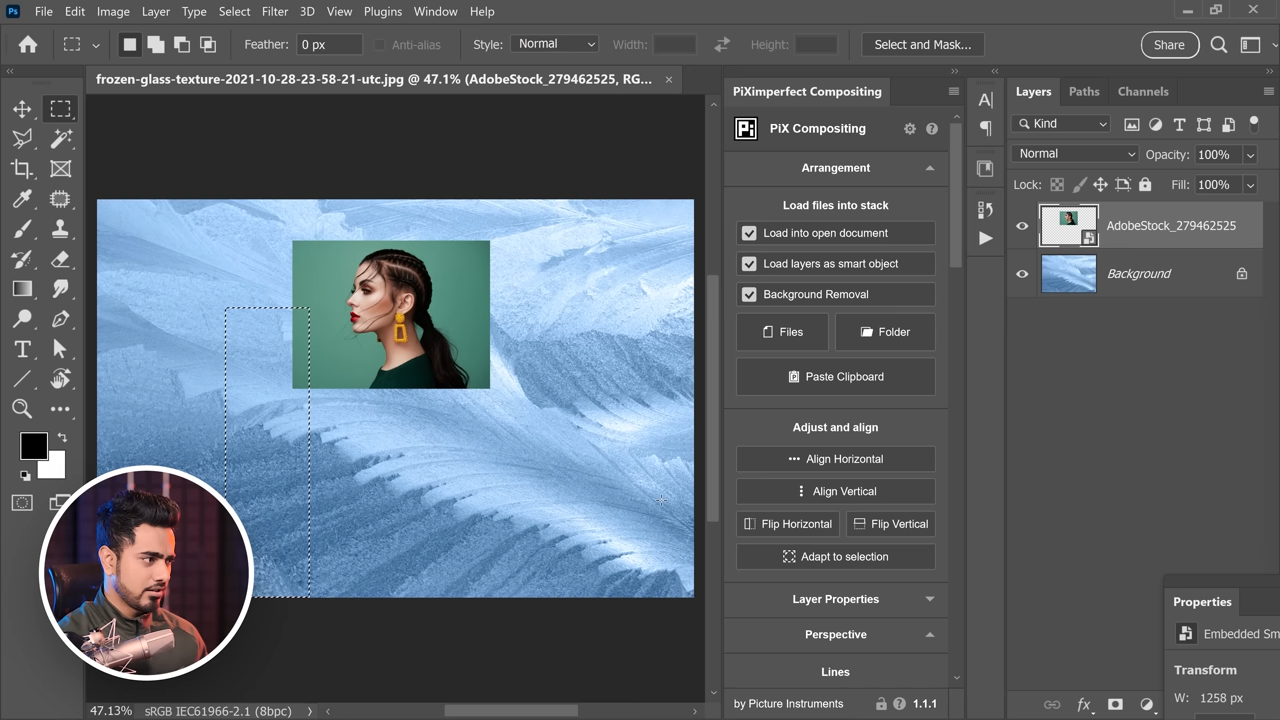 Ps File Edit Image Layer Type Select Filter 3D View Plugins Window Help
Feather: 0 px Anti-alias Style: Normal Width: Height: Select and Mask... Share
frozen-glass-texture-2021-10-28-23-58-21-utc.jpg @ 47.1% (AdobeStock_279462525, RG...
PiXimperfect Compositing
Pi PiX Compositing
Arrangement
Load files into stack
Load into open document
Load layers as smart object
Background Removal
Files Folder
Paste Clipboard
Adjust and align
Align Horizontal
Align Vertical
Flip Horizontal Flip Vertical
Adapt to selection
Layer Properties
Perspective
Lines
by Picture Instruments 1.1.1
Layers Paths Channels
Kind
Normal Opacity: 100%
Lock: Fill: 100%
AdobeStock_279462525
Background
Properties
Embedded Sm
Transform
W: 1258 px
47.13% sRGB IEC61966-2.1 (8bpc)